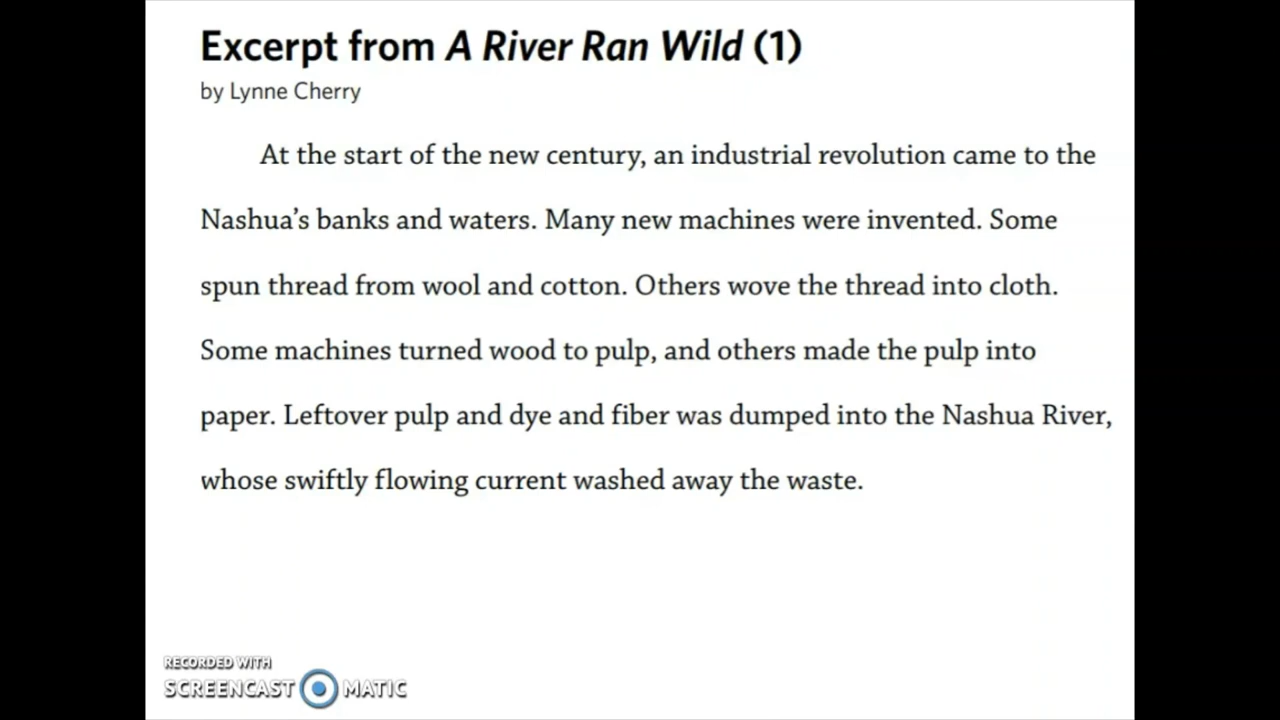 Excerpt from A River Ran Wild (1)
by Lynne Cherry
At the start of the new century, an industrial revolution came to the
Nashua’s banks and waters. Many new machines were invented. Some
spun thread from wool and cotton. Others wove the thread into cloth.
Some machines turned wood to pulp, and others made the pulp into
paper. Leftover pulp and dye and fiber was dumped into the Nashua River,
whose swiftly flowing current washed away the waste.
RECORDED WITH
SCREENCAST MATIC